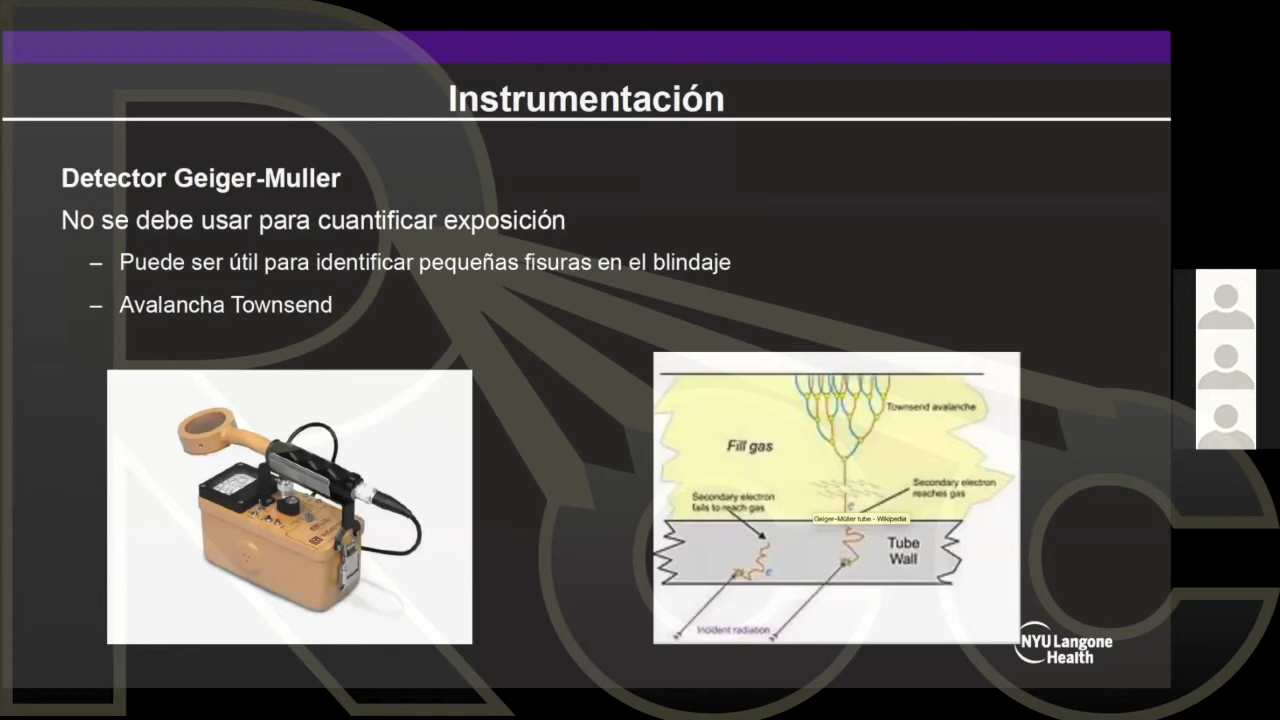 Instrumentación
Detector Geiger-Muller
No se debe usar para cuantificar exposición
– Puede ser útil para identificar pequeñas fisuras en el blindaje
– Avalancha Townsend
Townsend avalanche
Fill gas
Secondary electron
reaches gas
Secondary electron
fails to reach gas
Geiger-Müller tube - Wikipedia
Tube
Wall
Incident radiation
NYU Langone
Health